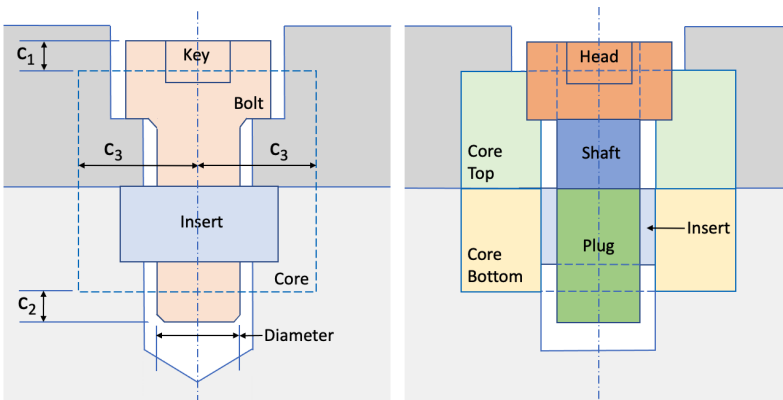 C1
Key
Bolt
C3
C3
Insert
Core
C2
Diameter
Head
Core
Top
Shaft
Insert
Plug
Core
Bottom